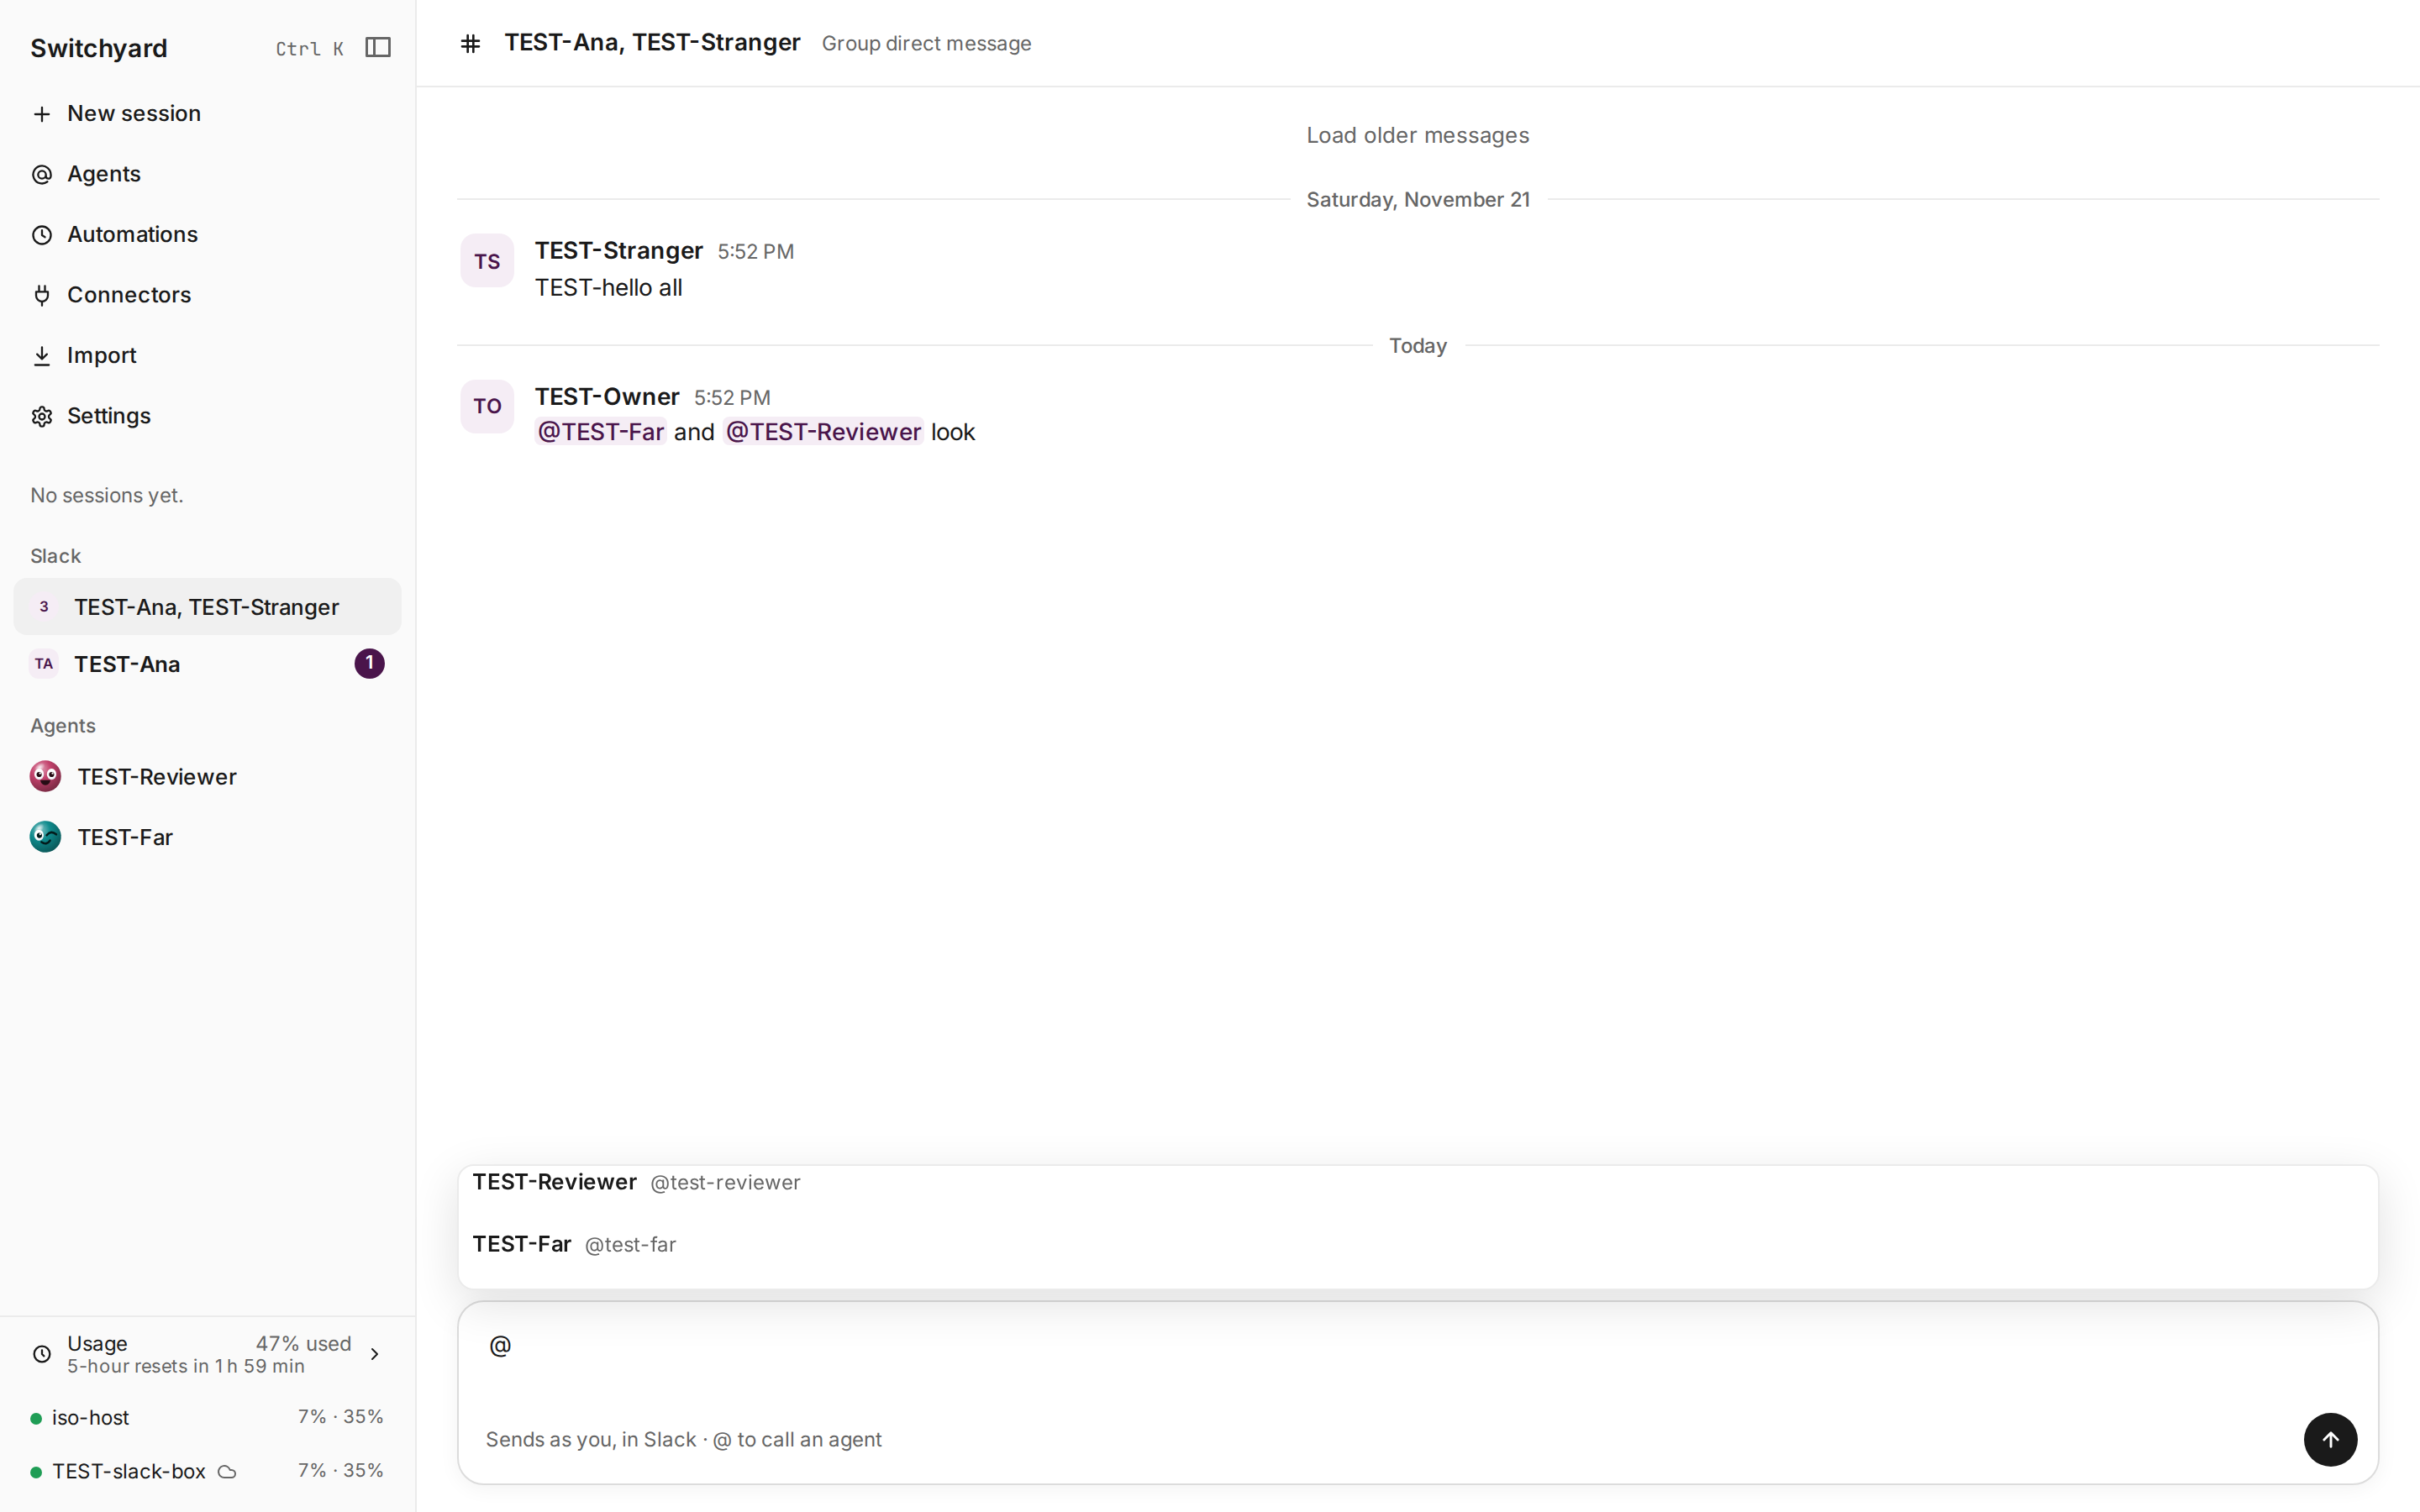 Switchyard Ctrl K
New session
Agents
Automations
Connectors
Import
Settings
No sessions yet.
Slack
3 TEST-Ana, TEST-Stranger
TA TEST-Ana 1
Agents
TEST-Reviewer
TEST-Far
Usage 47% used
5-hour resets in 1 h 59 min
iso-host 7% · 35%
TEST-slack-box 7% · 35%
# TEST-Ana, TEST-Stranger Group direct message
Load older messages
Saturday, November 21
TS TEST-Stranger 5:52 PM
TEST-hello all
Today
TO TEST-Owner 5:52 PM
@TEST-Far and @TEST-Reviewer look
TEST-Reviewer @test-reviewer
TEST-Far @test-far
@
Sends as you, in Slack · @ to call an agent